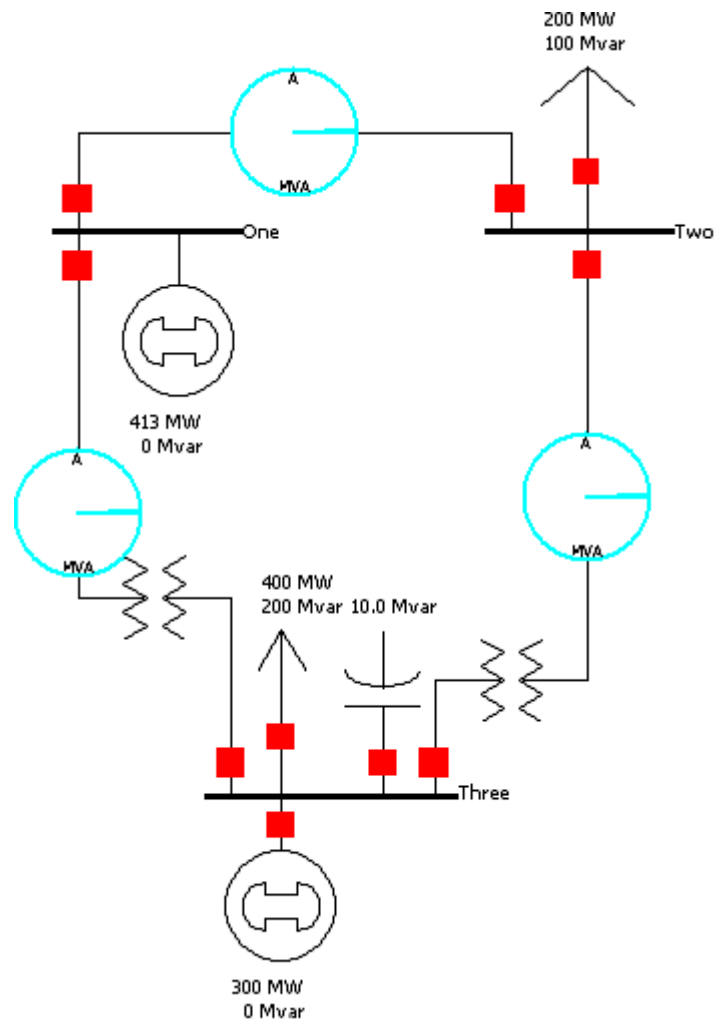 200 MW
100 Mvar
A
MVA
One
Two
413 MW
0 Mvar
A
MVA
A
MVA
400 MW
200 Mvar 10.0 Mvar
Three
300 MW
0 Mvar